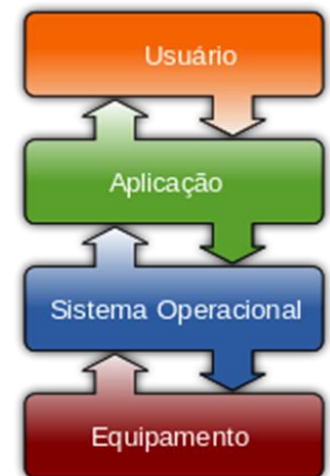 Usuário
Aplicação
Sistema Operacional
Equipamento